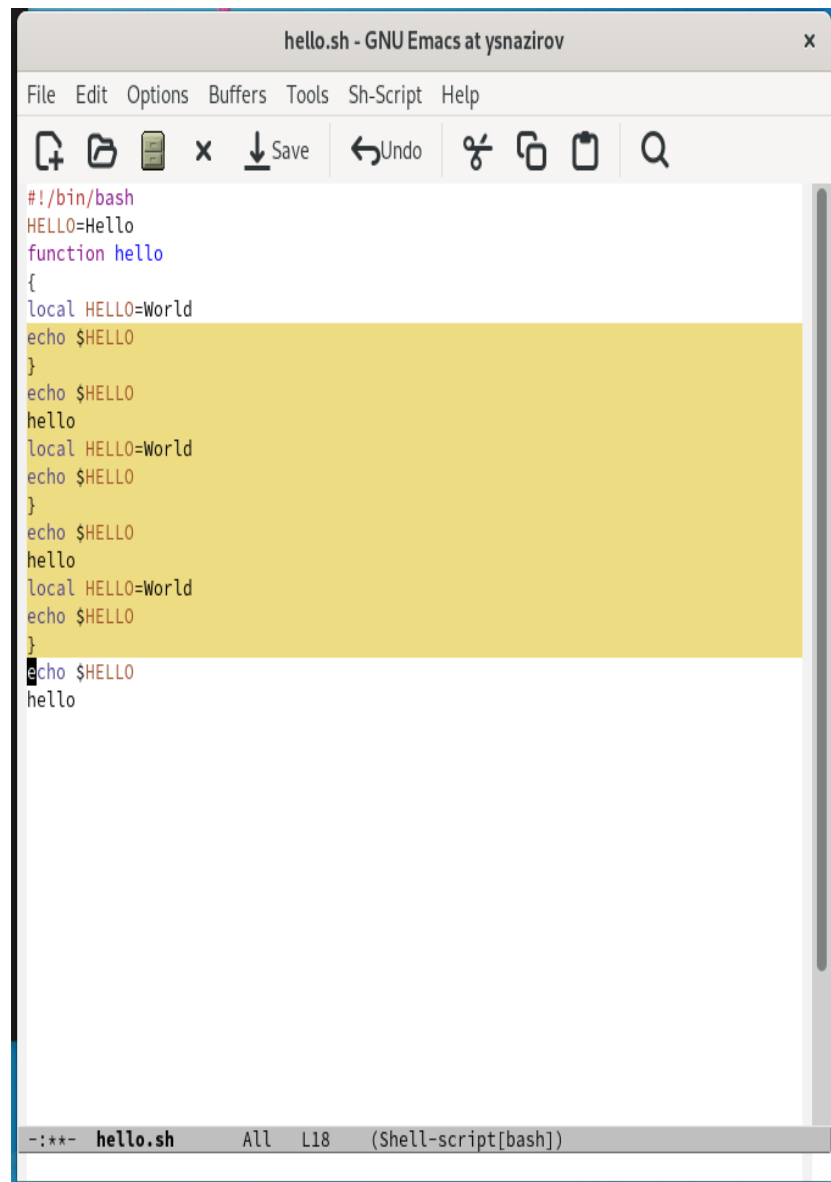 hello.sh - GNU Emacs at ysnazirov
File Edit Options Buffers Tools Sh-Script Help
Save Undo
#!/bin/bash
HELLO=Hello
function hello
{
local HELLO=World
echo $HELLO
}
echo $HELLO
hello
local HELLO=World
echo $HELLO
}
echo $HELLO
hello
local HELLO=World
echo $HELLO
}
echo $HELLO
hello
-:**- hello.sh All L18 (Shell-script[bash])